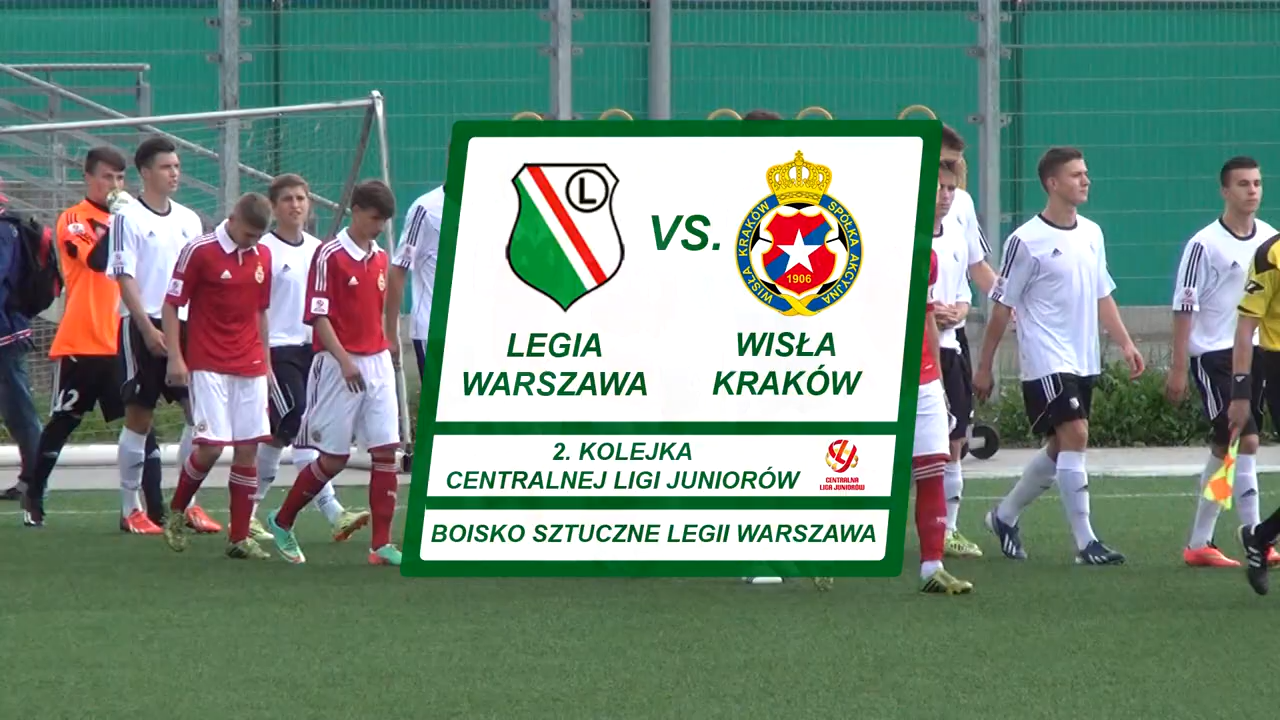 L
VS.
WISŁA KRAKÓW SPÓŁKA AKCYJNA
1906
LEGIA
WARSZAWA
WISŁA
KRAKÓW
2. KOLEJKA
CENTRALNEJ LIGI JUNIORÓW
CENTRALNA
LIGA JUNIORÓW
BOISKO SZTUCZNE LEGII WARSZAWA
12